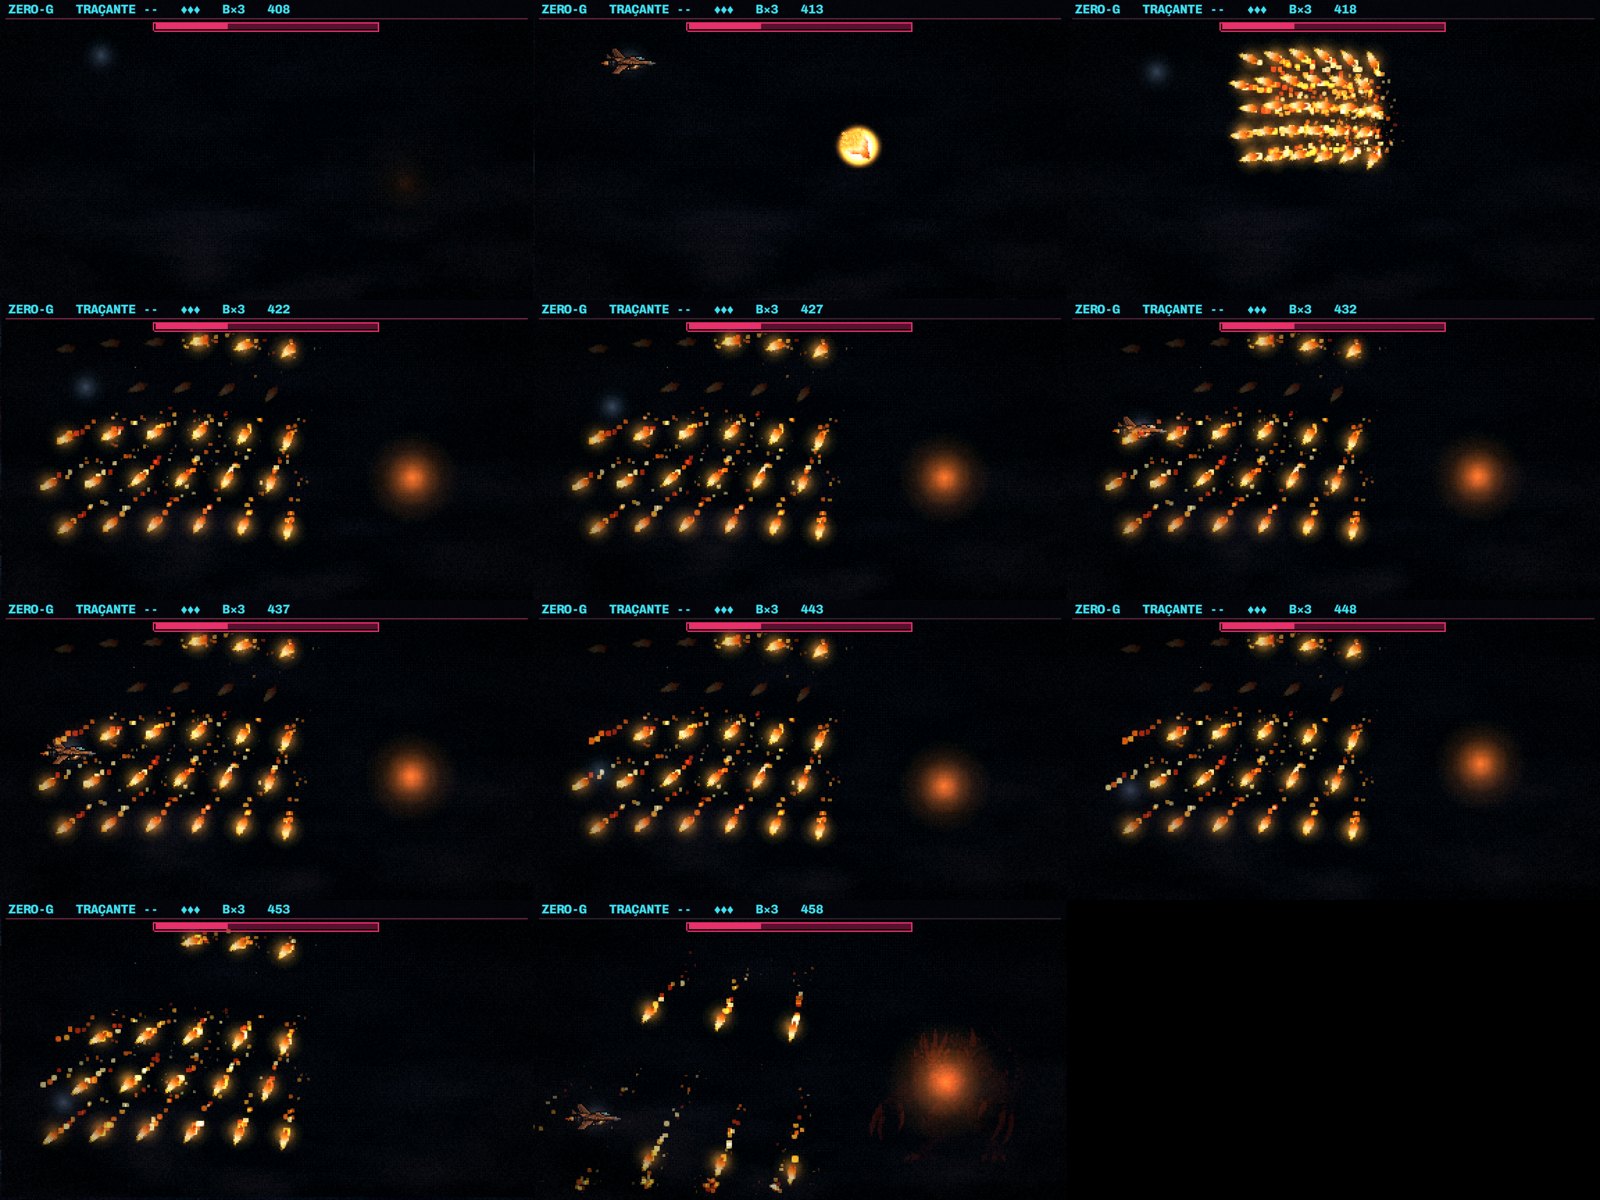 ZERO-G TRAÇANTE -- ♦♦♦ B×3 408
ZERO-G TRAÇANTE -- ♦♦♦ B×3 413
ZERO-G TRAÇANTE -- ♦♦♦ B×3 418
ZERO-G TRAÇANTE -- ♦♦♦ B×3 422
ZERO-G TRAÇANTE -- ♦♦♦ B×3 427
ZERO-G TRAÇANTE -- ♦♦♦ B×3 432
ZERO-G TRAÇANTE -- ♦♦♦ B×3 437
ZERO-G TRAÇANTE -- ♦♦♦ B×3 443
ZERO-G TRAÇANTE -- ♦♦♦ B×3 448
ZERO-G TRAÇANTE -- ♦♦♦ B×3 453
ZERO-G TRAÇANTE -- ♦♦♦ B×3 458